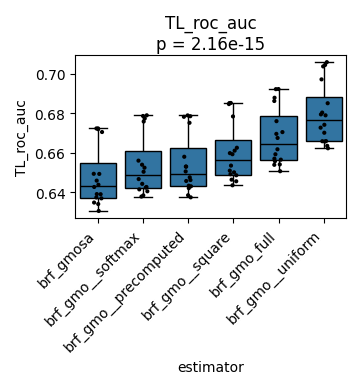 TL_roc_auc
p = 2.16e-15
TL_roc_auc
0.70
0.68
0.66
0.64
brf_gmosa
brf_gmo__softmax
brf_gmo__precomputed
brf_gmo__square
brf_gmo_full
brf_gmo__uniform
estimator